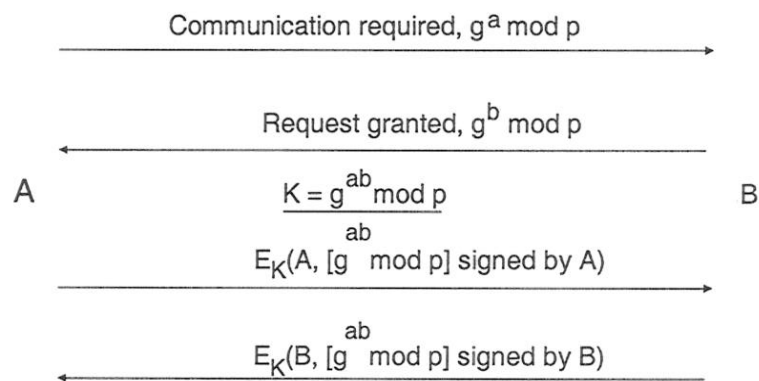 Communication required, g^a mod p
Request granted, g^b mod p
A
K = g^ab mod p
B
E_K(A, [g^ab mod p] signed by A)
E_K(B, [g^ab mod p] signed by B)